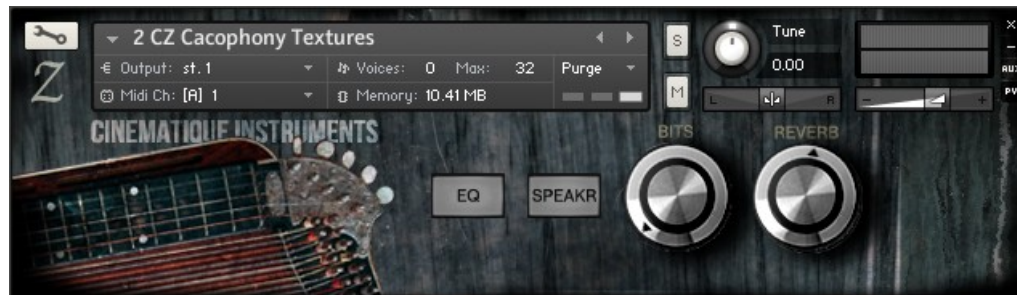 2 CZ Cacophony Textures
Output: st.1
Voices: 0 Max: 32 Purge
Midi Ch: [A] 1
Memory: 10.41 MB
Z
S
M
Tune
0.00
L R
- +
×
-
AUX
PV
CINEMATIQUE INSTRUMENTS
EQ
SPEAKR
BITS
REVERB